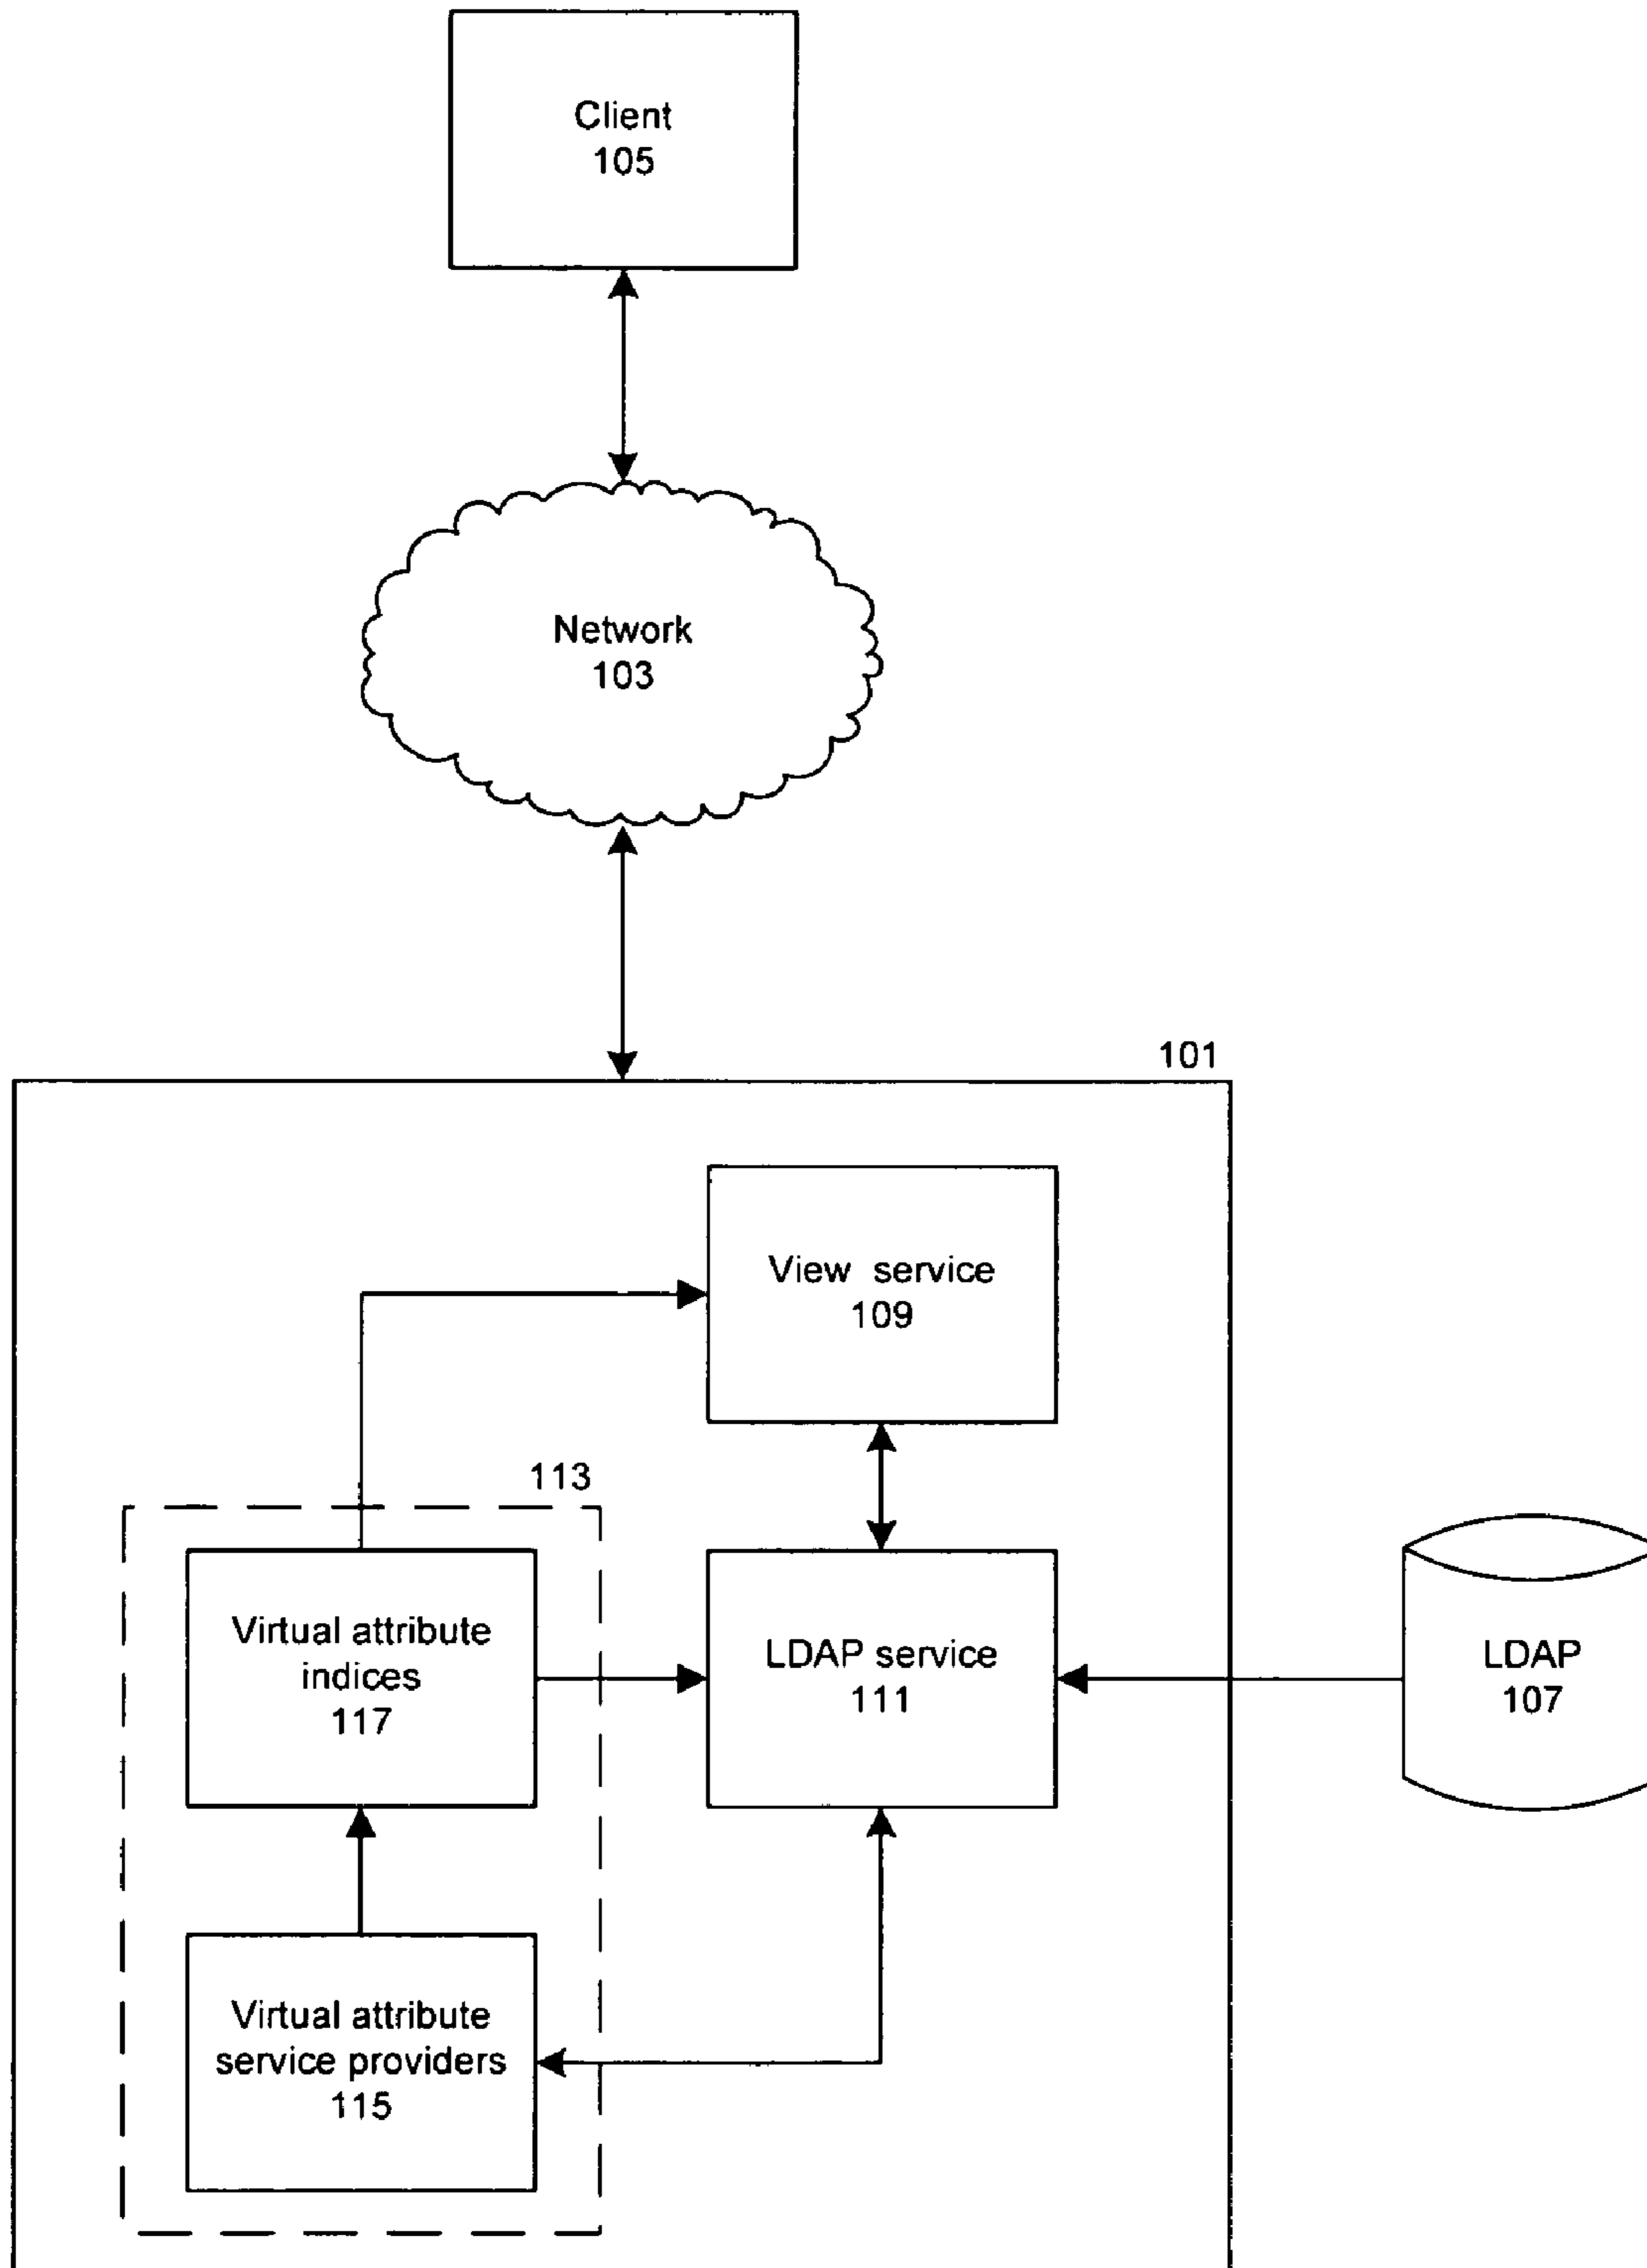 Client
105
Network
103
101
View service
109
113
Virtual attribute
indices
117
LDAP service
111
LDAP
107
Virtual attribute
service providers
115